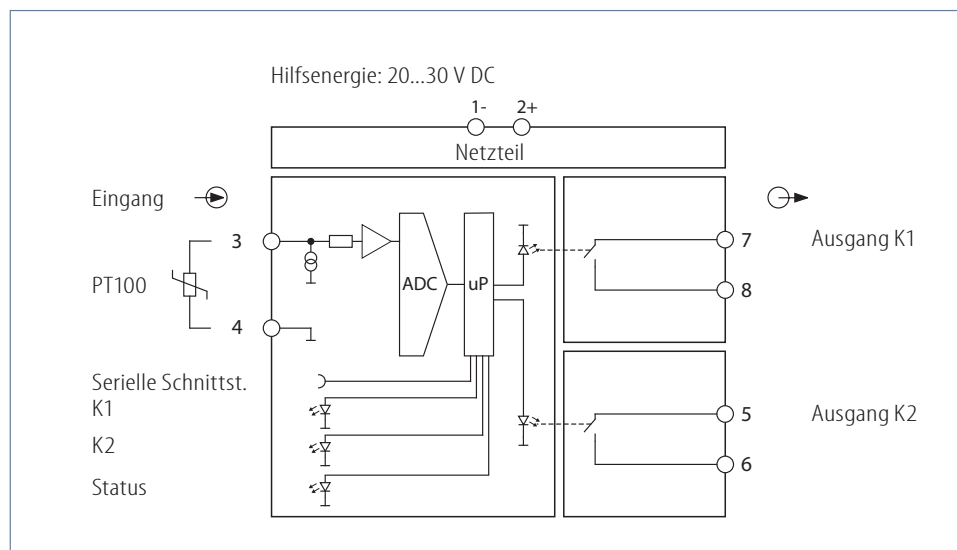 Hilfsenergie: 20...30 V DC
1- 2+
Netzteil
Eingang
3
7 Ausgang K1
PT100
ADC
uP
8
4
Serielle Schnittst.
K1
5 Ausgang K2
K2
6
Status